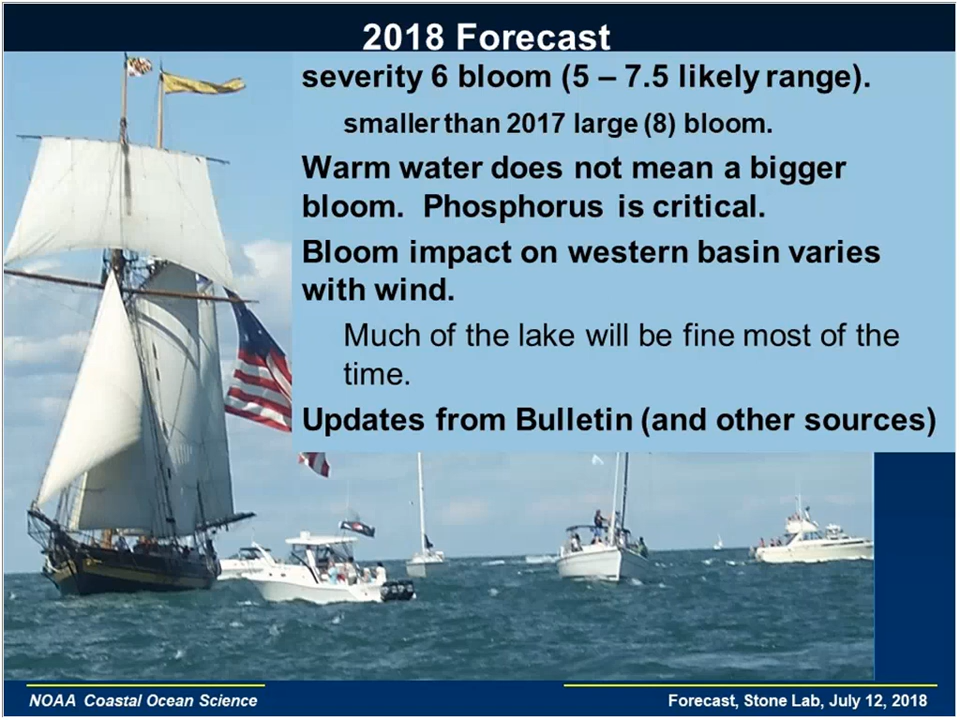 2018 Forecast
severity 6 bloom (5 – 7.5 likely range).
smaller than 2017 large (8) bloom.
Warm water does not mean a bigger
bloom.  Phosphorus is critical.
Bloom impact on western basin varies
with wind.
Much of the lake will be fine most of the
time.
Updates from Bulletin (and other sources)
NOAA Coastal Ocean Science
Forecast, Stone Lab, July 12, 2018